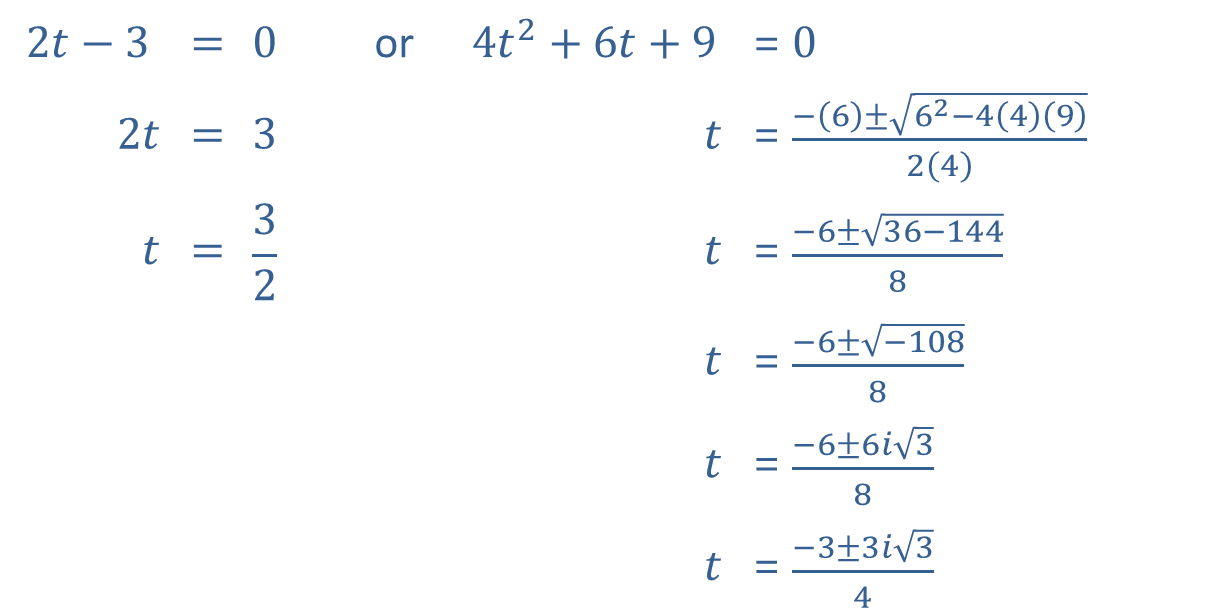 2t − 3 = 0 or 4t² + 6t + 9 = 0
2t = 3 t = (−(6)±√(6²−4(4)(9)))/(2(4))
t = 3/2 t = (−6±√(36−144))/8
t = (−6±√(−108))/8
t = (−6±6i√3)/8
t = (−3±3i√3)/4